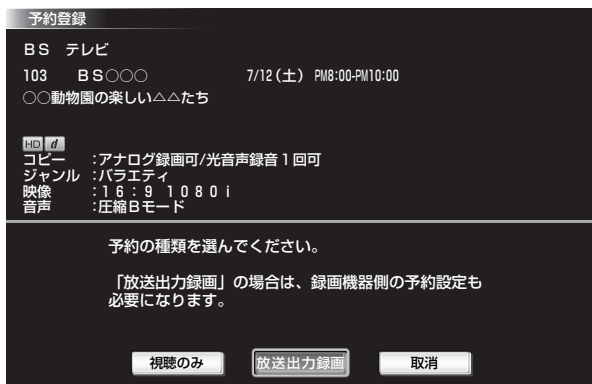 予約登録
BS テレビ
103 BS○○○ 7/12(土) PM8:00-PM10:00
○○動物園の楽しい△△たち
HD d
コピー :アナログ録画可/光音声録音1回可
ジャンル :バラエティ
映像 :16:9 1080i
音声 :圧縮Bモード
予約の種類を選んでください。
「放送出力録画」の場合は、録画機器側の予約設定も
必要になります。
視聴のみ 放送出力録画 取消